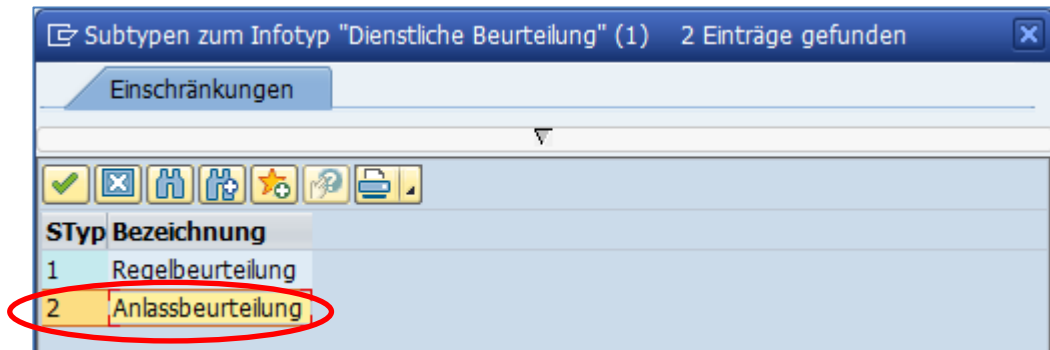 Subtypen zum Infotyp "Dienstliche Beurteilung" (1) 2 Einträge gefunden
Einschränkungen
STyp Bezeichnung
1 Regelbeurteilung
2 Anlassbeurteilung